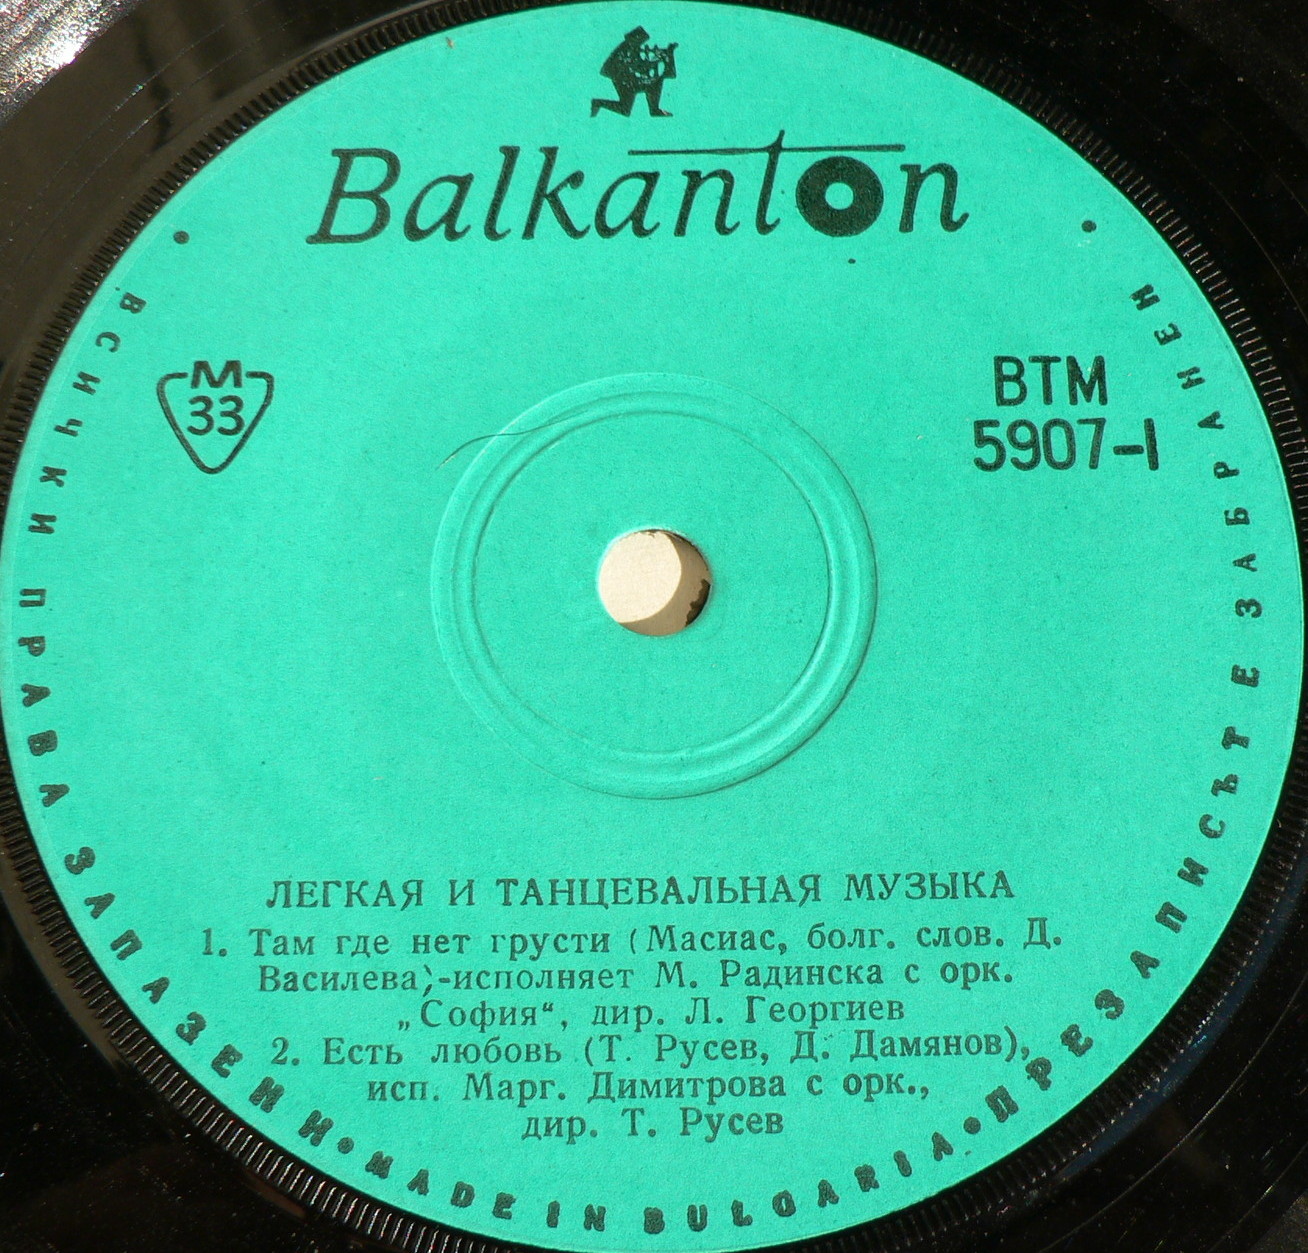 Balkanton
M
33
ВТМ
5907-I
ЛЕГКАЯ И ТАНЦЕВАЛЬНАЯ МУЗЫКА
1. Там где нет грусти (Масиас, болг. слов. Д.
Василева)-исполняет М. Радинска с орк.
„София“, дир. Л. Георгиев
2. Есть любовь (Т. Русев, Д. Дамянов),
исп. Марг. Димитрова с орк.,
дир. Т. Русев
• ВСИЧКИ ПРАВА ЗАПАЗЕНИ • MADE IN BULGARIA • ПРЕЗАПИСЪТ Е ЗАБРАНЕН •